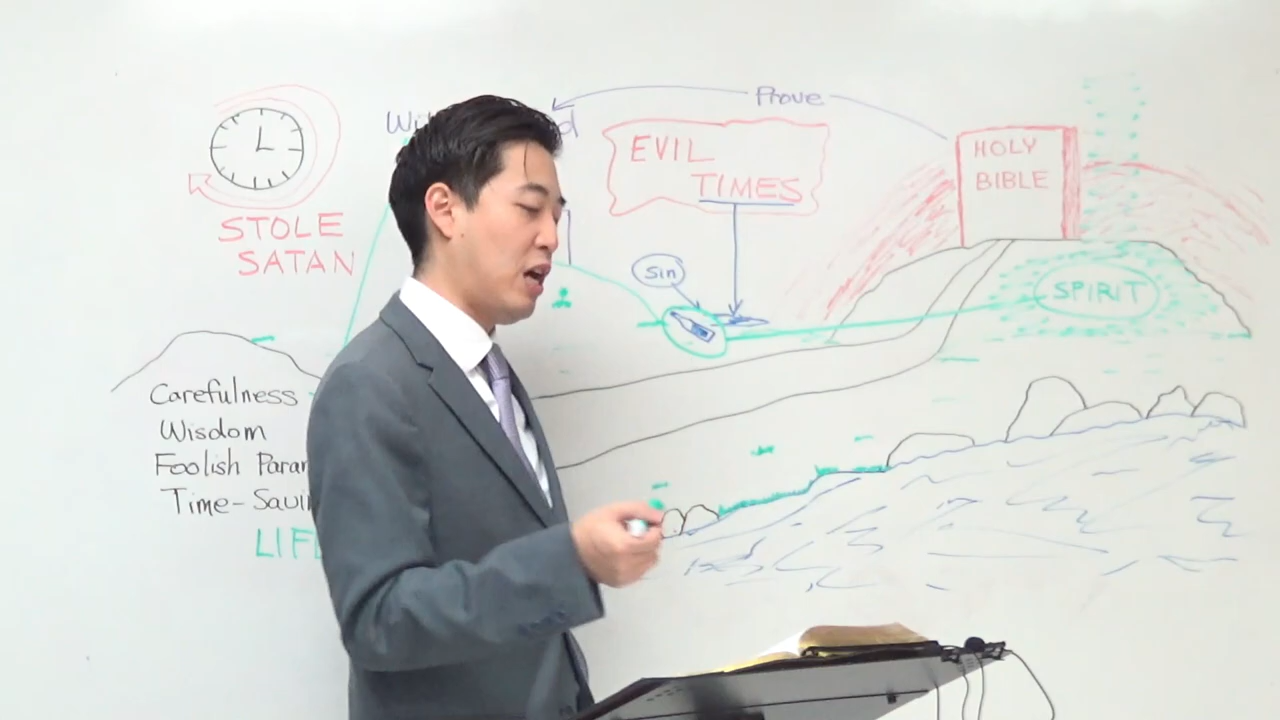 Prove
EVIL
TIMES
HOLY
BIBLE
STOLE
SATAN
Sin
SPIRIT
Carefulness
Wisdom
Foolish